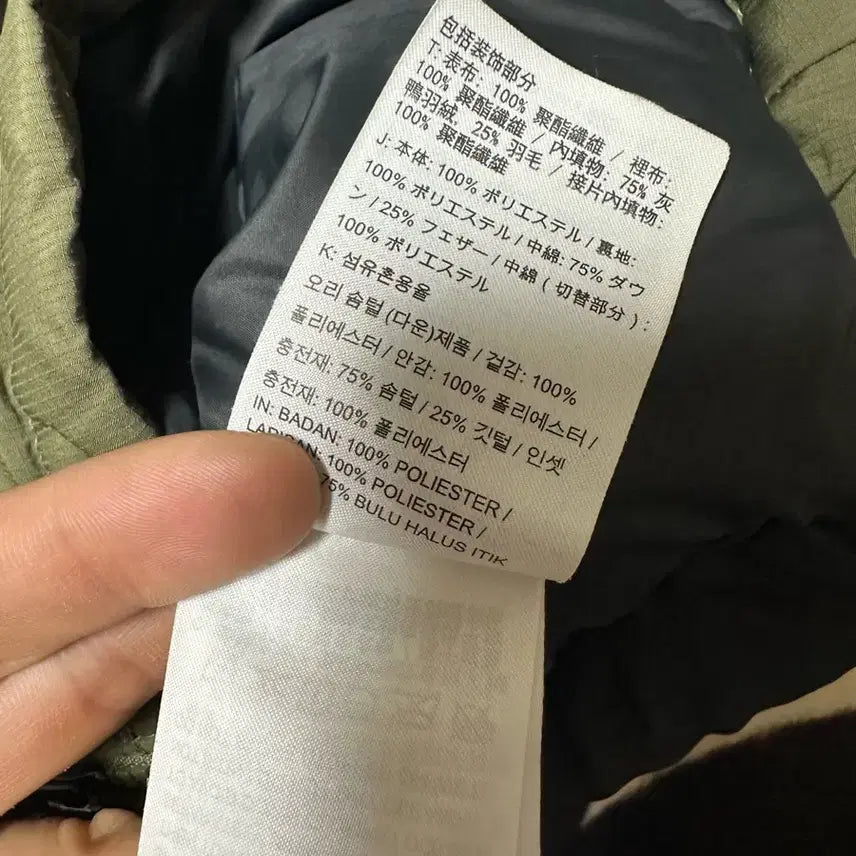 包括装饰部分
T: 表布: 100% 聚酯纖維 / 裡布:
100% 聚酯纖維 / 內填物: 75% 灰
鴨羽絨, 25% 羽毛 / 接片內填物:
100% 聚酯纖維
J: 本体: 100% ポリエステル / 裏地:
100% ポリエステル / 中綿: 75% ダウ
ン / 25% フェザー / 中綿 ( 切替部分 ) :
100% ポリエステル
K: 섬유혼용율
오리 솜털 (다운)제품 / 겉감: 100%
폴리에스터 / 안감: 100% 폴리에스터 /
충전재: 75% 솜털 / 25% 깃털 / 인셋
충전재: 100% 폴리에스터
IN: BADAN: 100% POLIESTER /
100% POLIESTER /
75% BULU HALUS ITIK